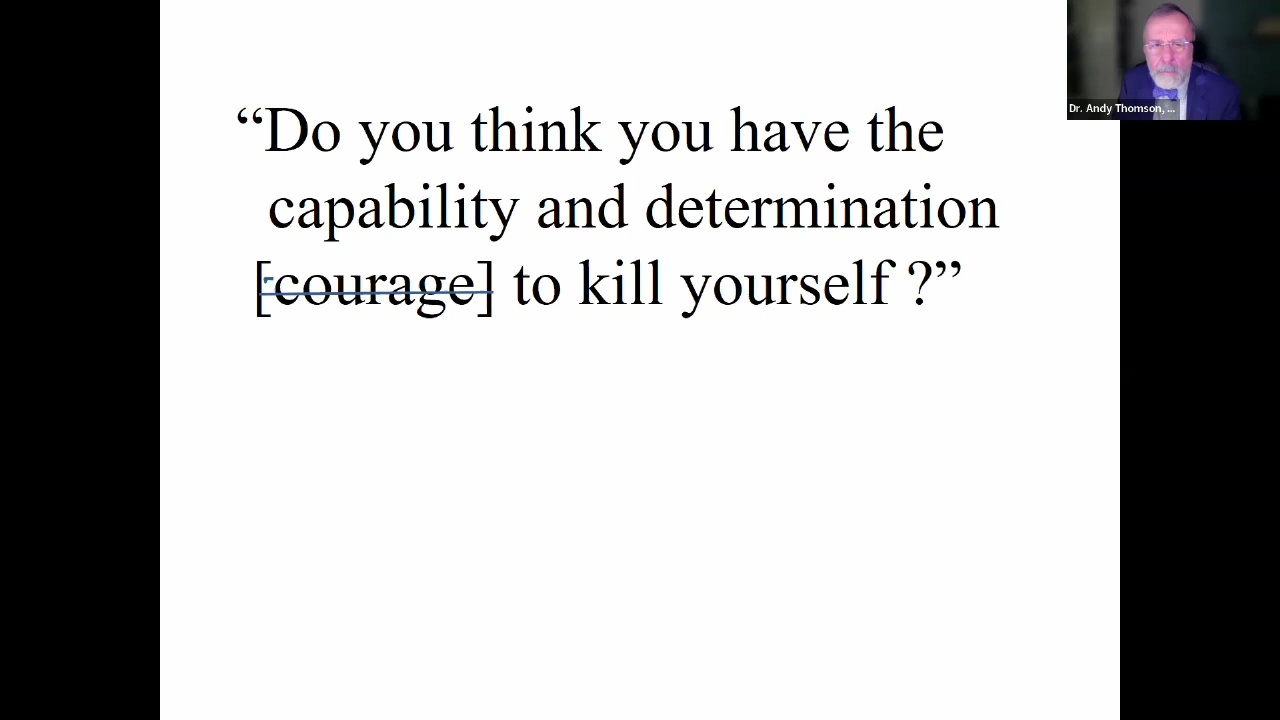 “Do you think you have the
capability and determination
[courage] to kill yourself ?”
Dr. Andy Thomson, ...